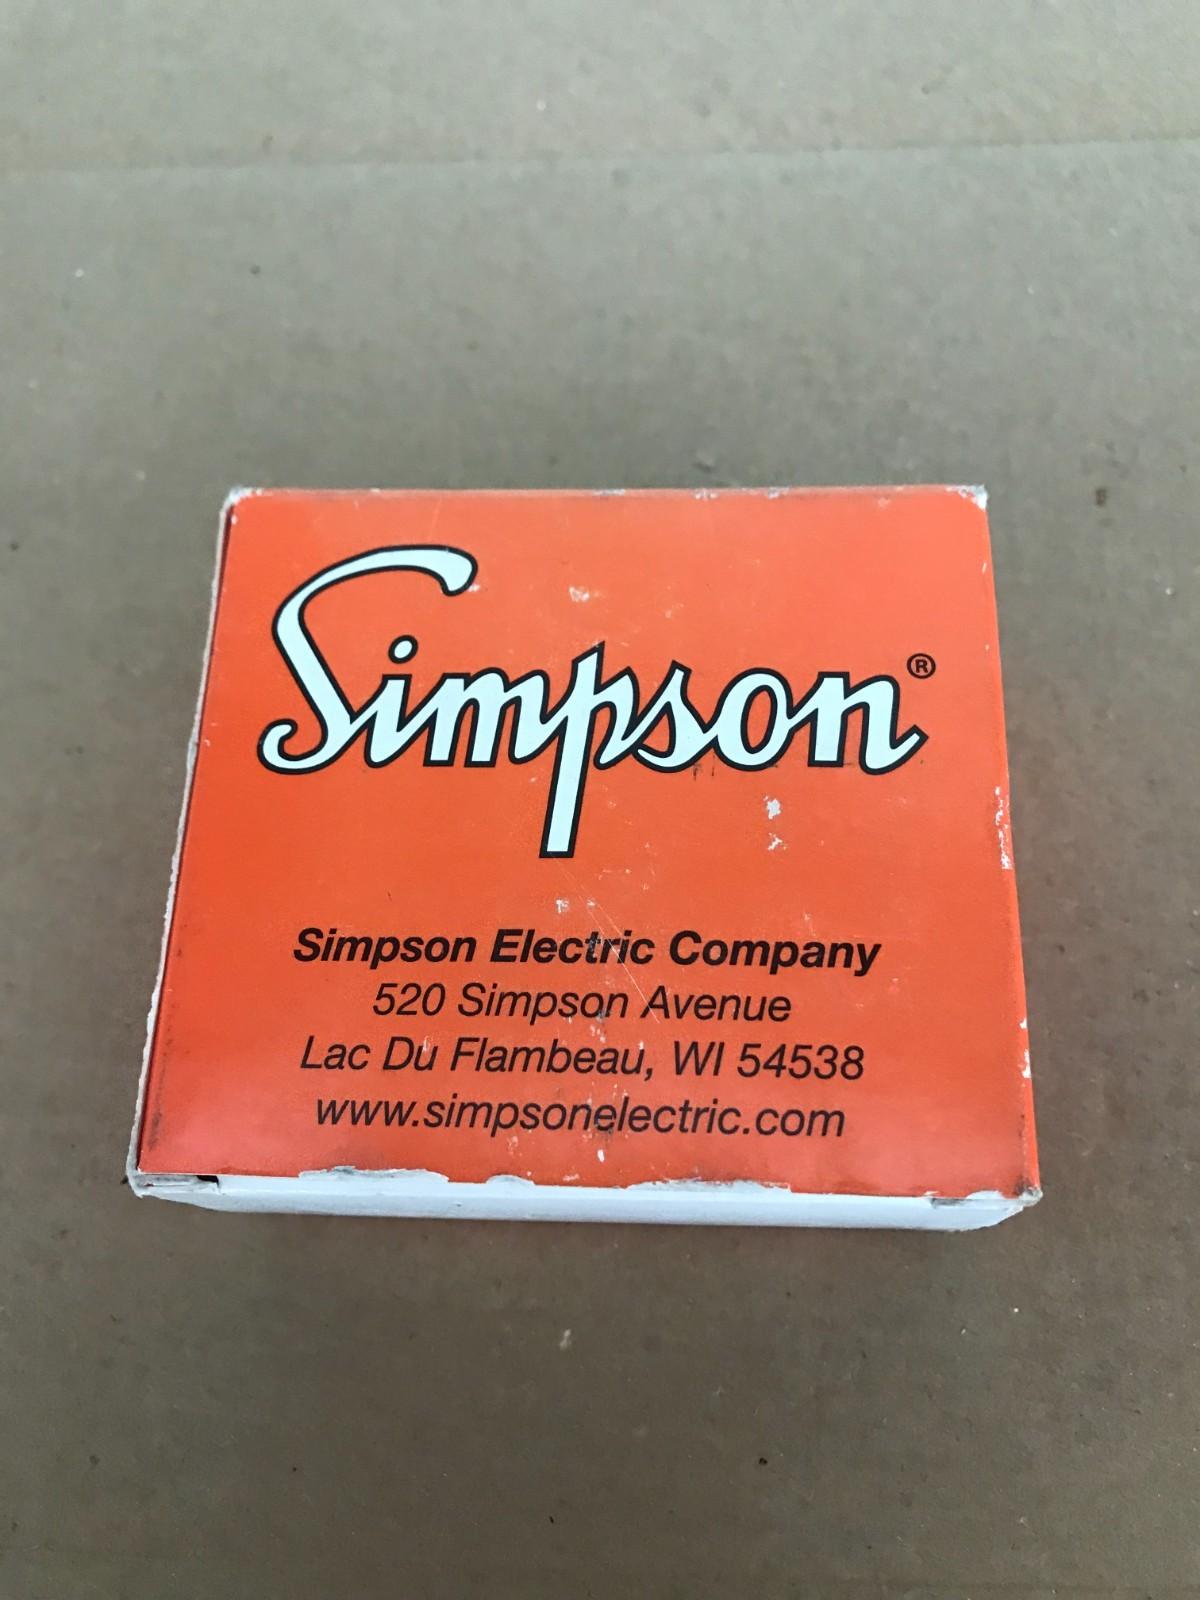 Simpson®
Simpson Electric Company
520 Simpson Avenue
Lac Du Flambeau, WI 54538
www.simpsonelectric.com